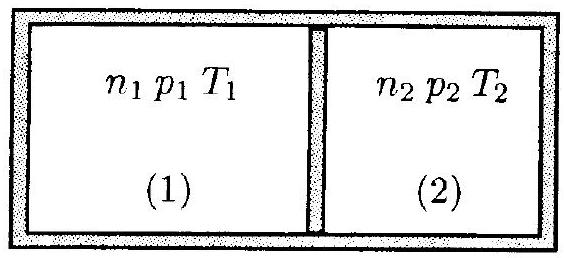 n₁ p₁ T₁
n₂ p₂ T₂
(1)
(2)